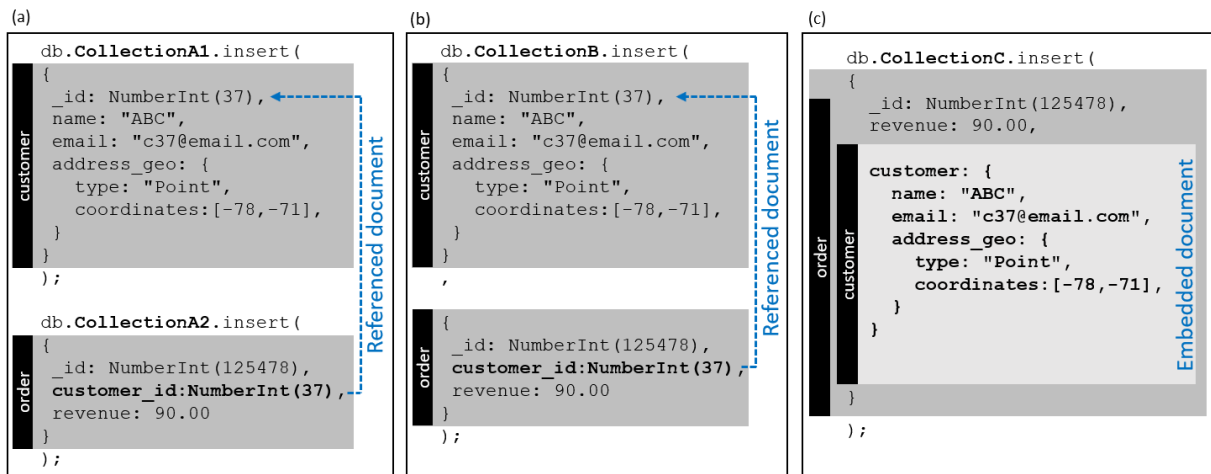 (a)
db.CollectionA1.insert(
customer
{
_id: NumberInt(37),
name: "ABC",
email: "c37@email.com",
address_geo: {
type: "Point",
coordinates:[-78,-71],
}
}
);
db.CollectionA2.insert(
order
{
_id: NumberInt(125478),
customer_id:NumberInt(37),
revenue: 90.00
}
);
Referenced document
(b)
db.CollectionB.insert(
customer
{
_id: NumberInt(37),
name: "ABC",
email: "c37@email.com",
address_geo: {
type: "Point",
coordinates:[-78,-71],
}
}
,
order
{
_id: NumberInt(125478),
customer_id:NumberInt(37),
revenue: 90.00
}
);
Referenced document
(c)
db.CollectionC.insert(
order
{
_id: NumberInt(125478),
revenue: 90.00,
customer
customer: {
name: "ABC",
email: "c37@email.com",
address_geo: {
type: "Point",
coordinates:[-78,-71],
}
}
Embedded document
}
);